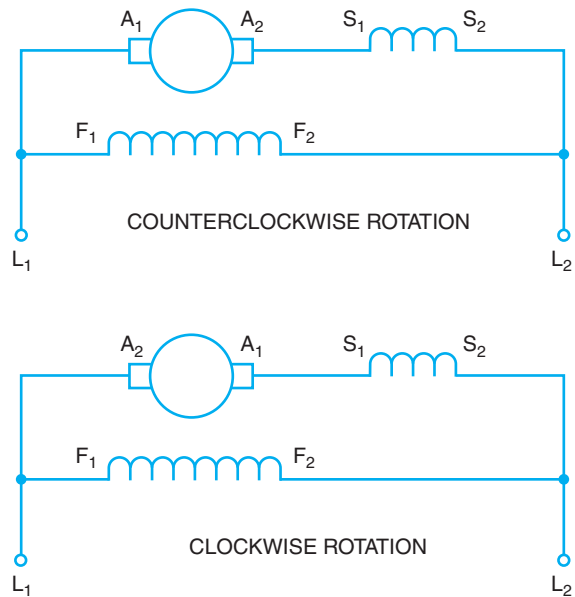 A₁ A₂ S₁ S₂
F₁ F₂
COUNTERCLOCKWISE ROTATION
L₁ L₂
A₂ A₁ S₁ S₂
F₁ F₂
CLOCKWISE ROTATION
L₁ L₂